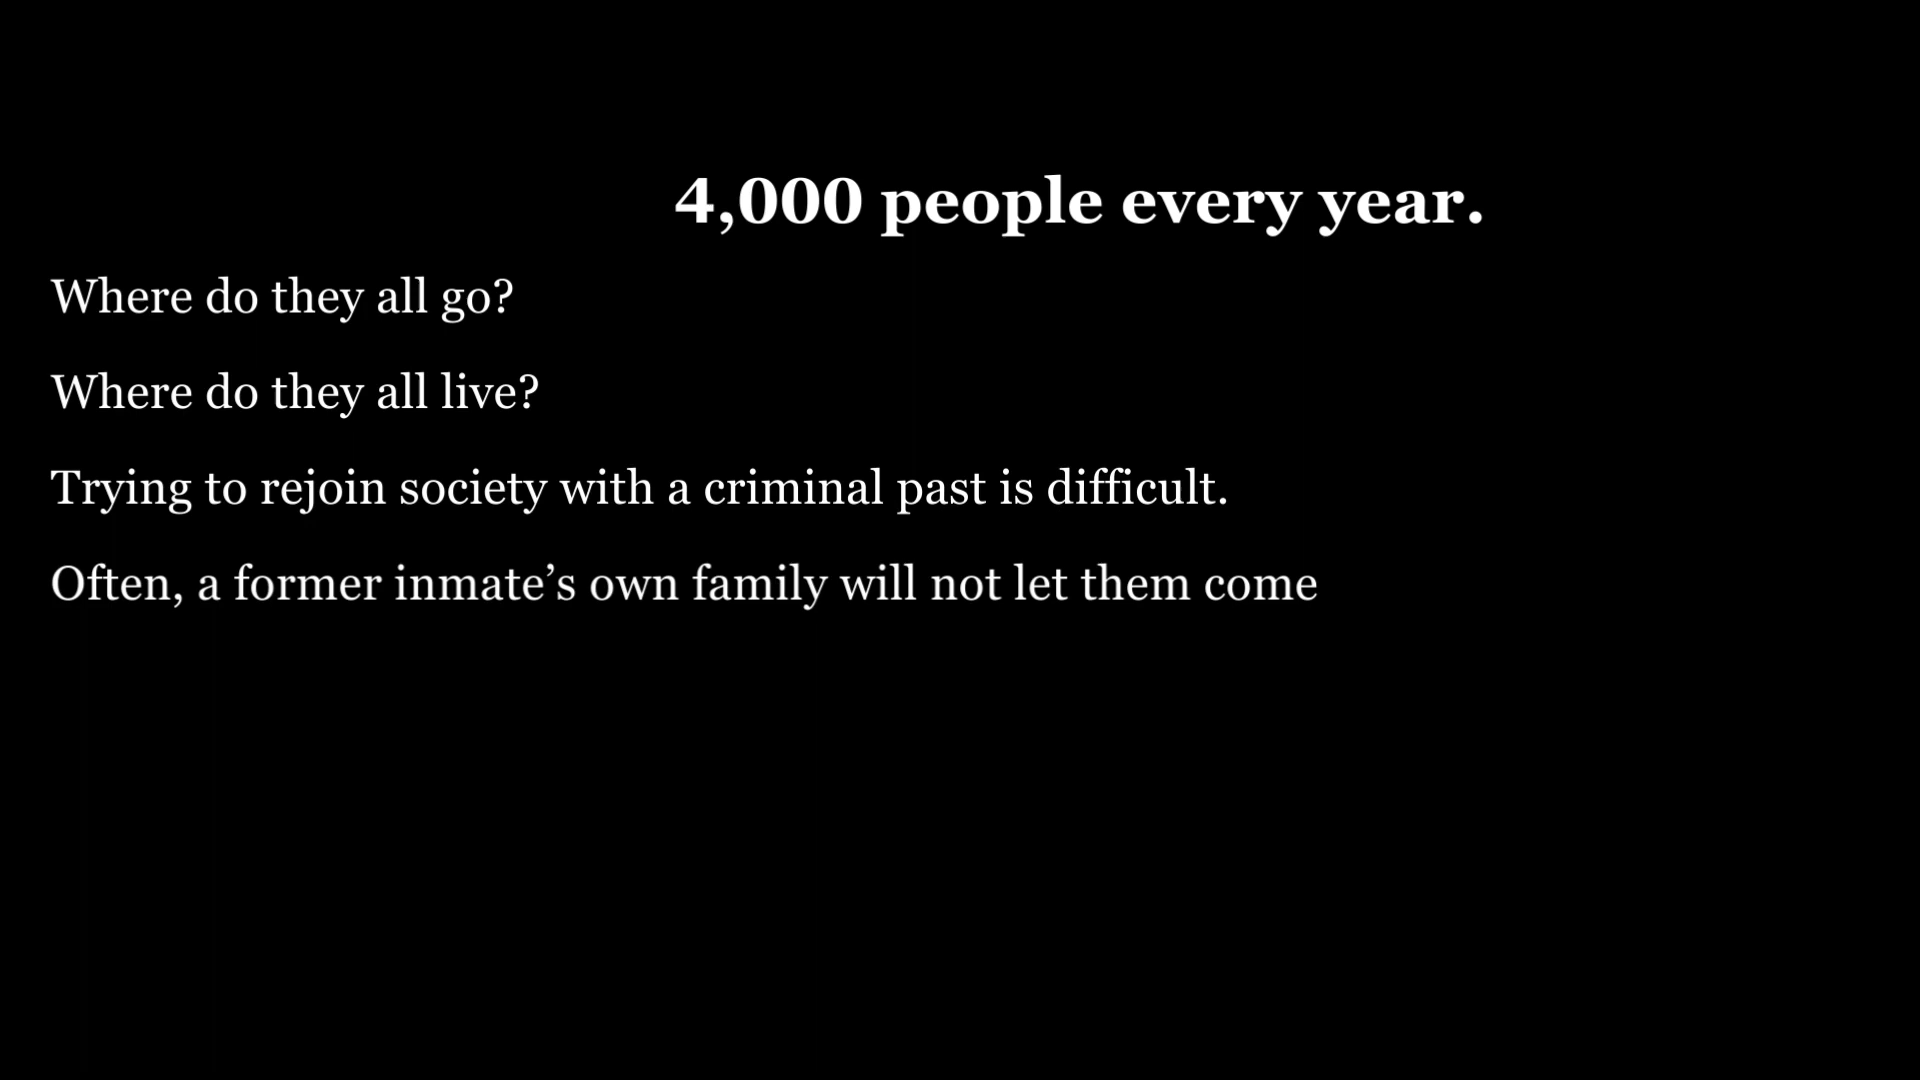 4,000 people every year.
Where do they all go?
Where do they all live?
Trying to rejoin society with a criminal past is difficult.
Often, a former inmate’s own family will not let them come